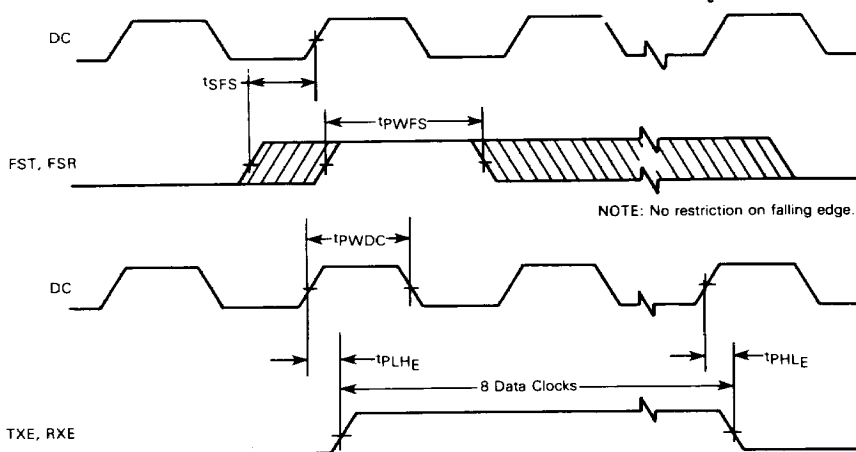 DC
tSFS
tPWFS
FST, FSR
NOTE: No restriction on falling edge.
tPWDC
DC
tPLHE
tPHLE
8 Data Clocks
TXE, RXE